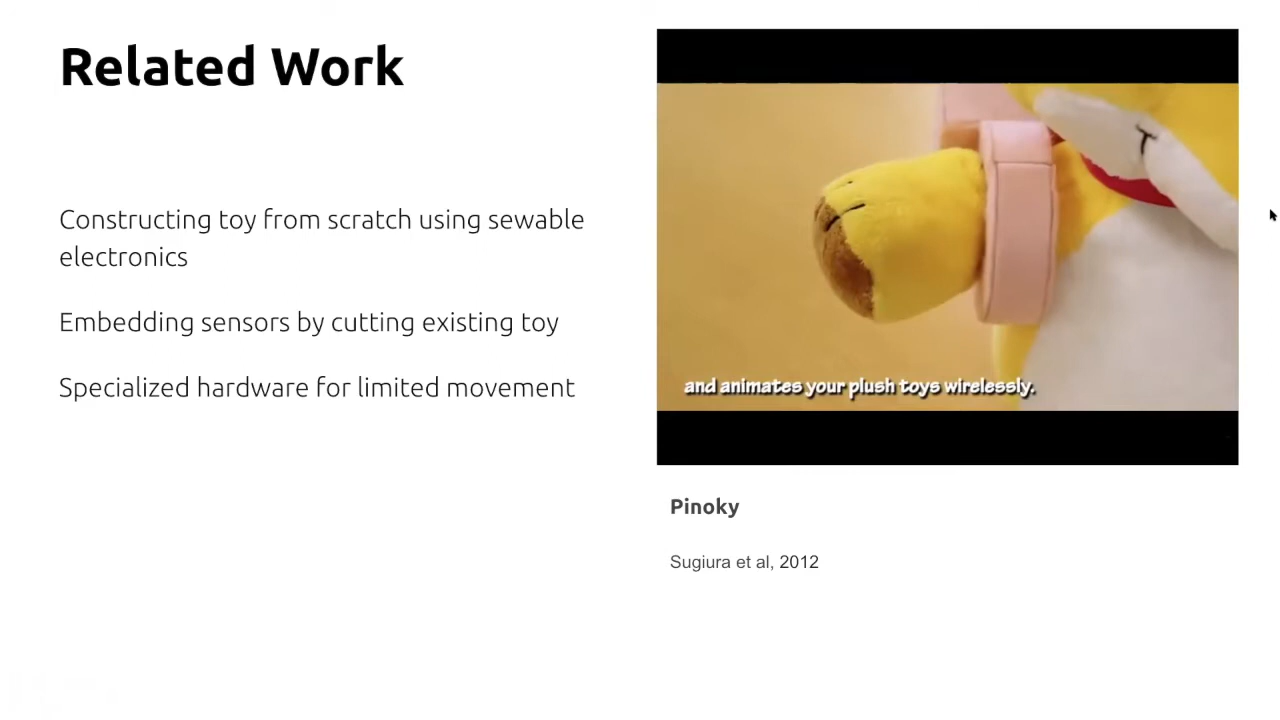 Related Work
Constructing toy from scratch using sewable
electronics
Embedding sensors by cutting existing toy
Specialized hardware for limited movement
and animates your plush toys wirelessly.
Pinoky
Sugiura et al, 2012